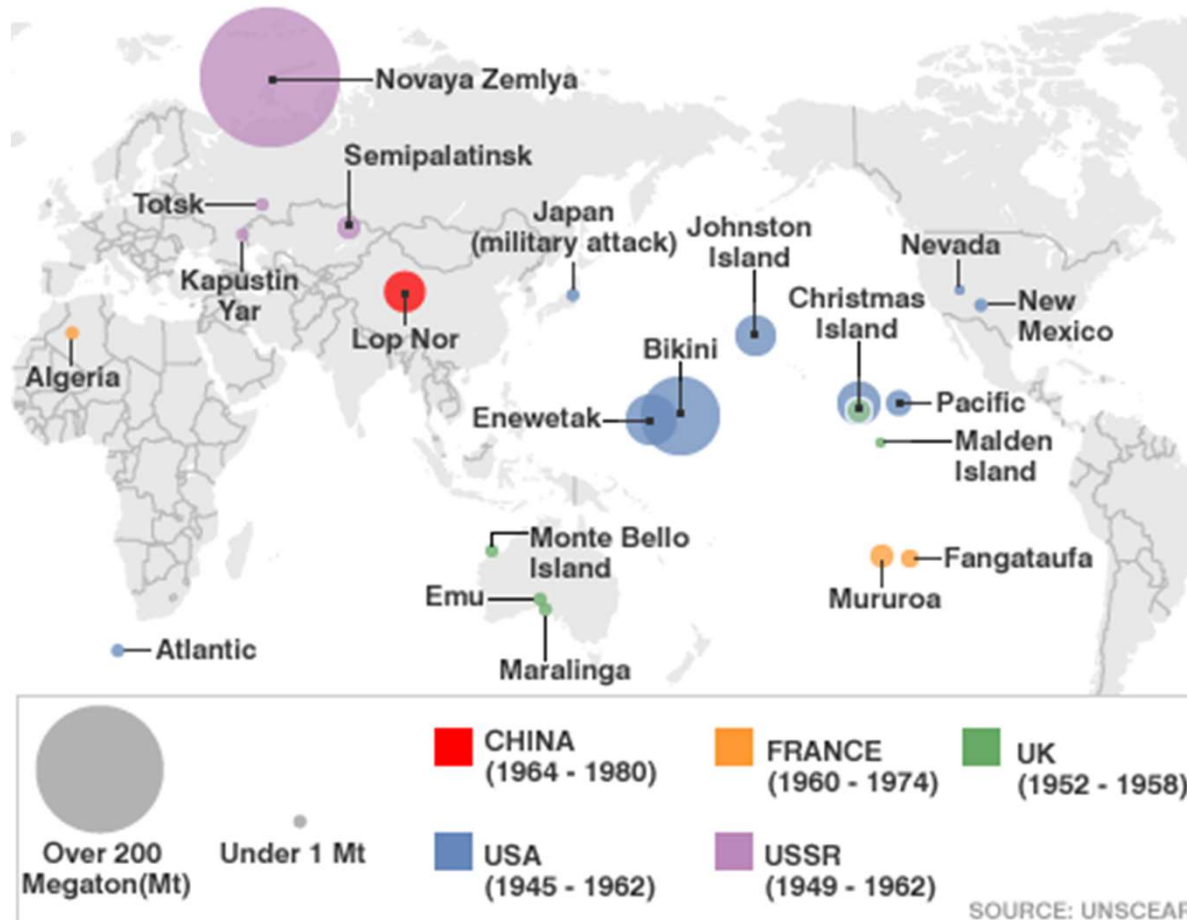 Novaya Zemlya
Semipalatinsk
Totsk
Japan
(military attack)
Johnston
Island
Nevada
Kapustin
Yar
Christmas
Island
New
Mexico
Lop Nor
Bikini
Algeria
Enewetak
Pacific
Malden
Island
Monte Bello
Island
Fangataufa
Emu
Mururoa
Atlantic
Maralinga
Over 200
Megaton(Mt)
Under 1 Mt
CHINA
(1964 - 1980)
FRANCE
(1960 - 1974)
UK
(1952 - 1958)
USA
(1945 - 1962)
USSR
(1949 - 1962)
SOURCE: UNSCEAR